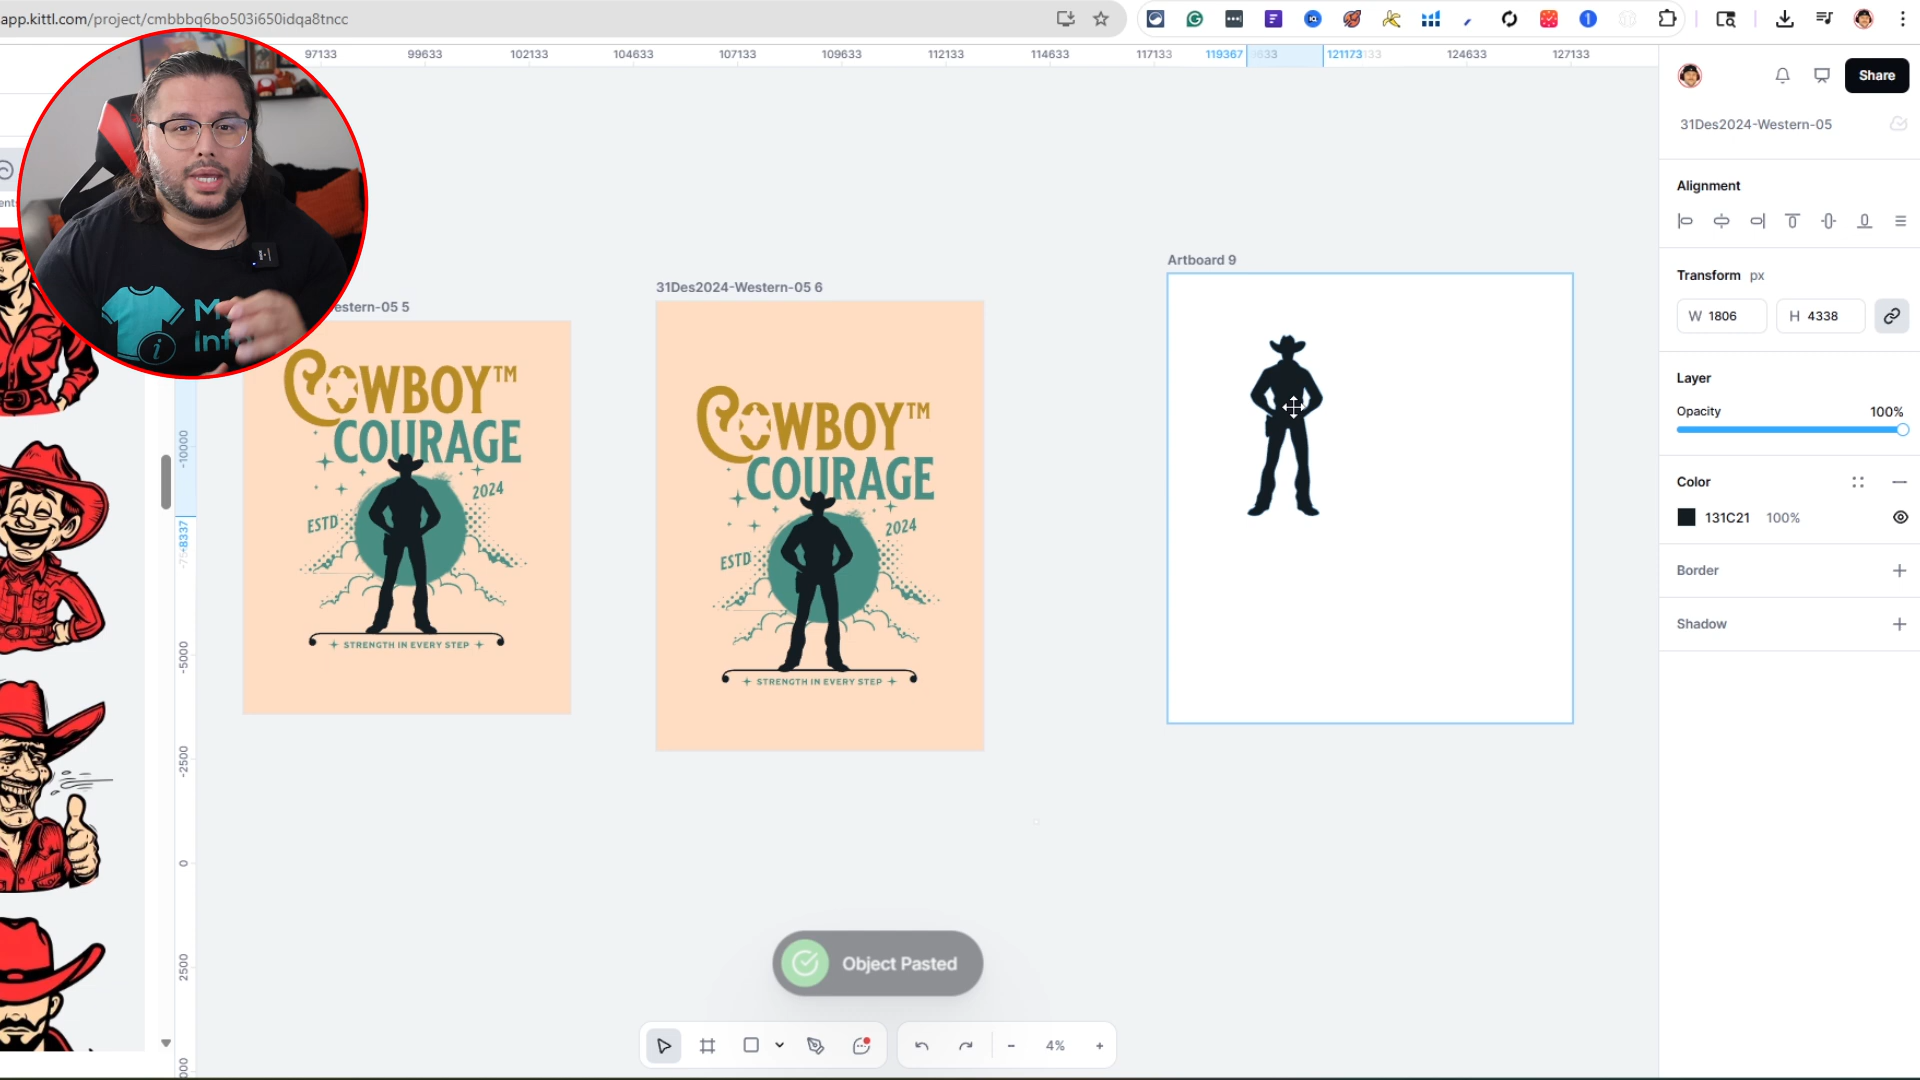 app.kittl.com/project/cmbbbq6bo503i650idqa8tncc
97133 99633 102133 104633 107133 109633 112133 114633 117133 119367 121173 124633 127133
Share
31Des2024-Western-05
Alignment
Transform px
W 1806 H 4338
Layer
Opacity 100%
Color
131C21 100%
Border
Shadow
Artboard 9
31Des2024-Western-05 6
estern-05 5
COWBOY™
COURAGE
ESTD
2024
STRENGTH IN EVERY STEP
COWBOY™
COURAGE
ESTD
2024
STRENGTH IN EVERY STEP
-10000
-8337
-5000
-2500
0
2500
Object Pasted
4%